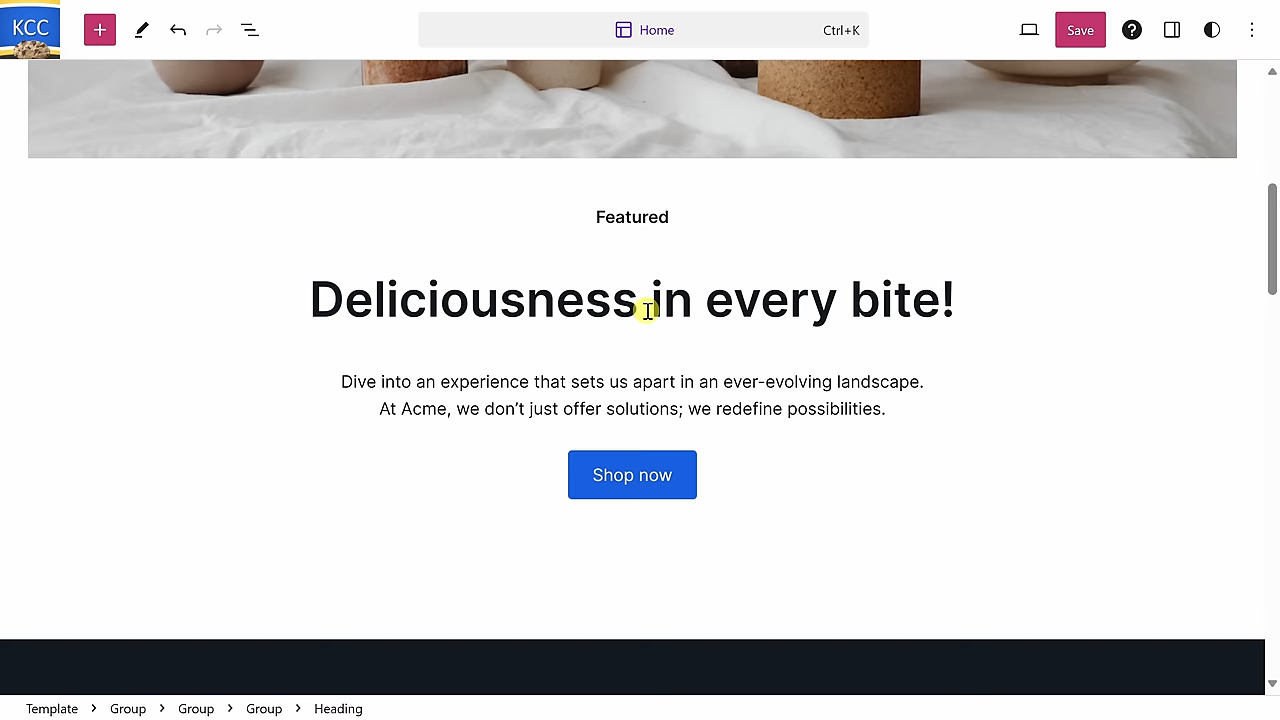 KCC
Home
Ctrl+K
Save
Featured
Deliciousness in every bite!
Dive into an experience that sets us apart in an ever-evolving landscape.
At Acme, we don’t just offer solutions; we redefine possibilities.
Shop now
Template > Group > Group > Group > Heading